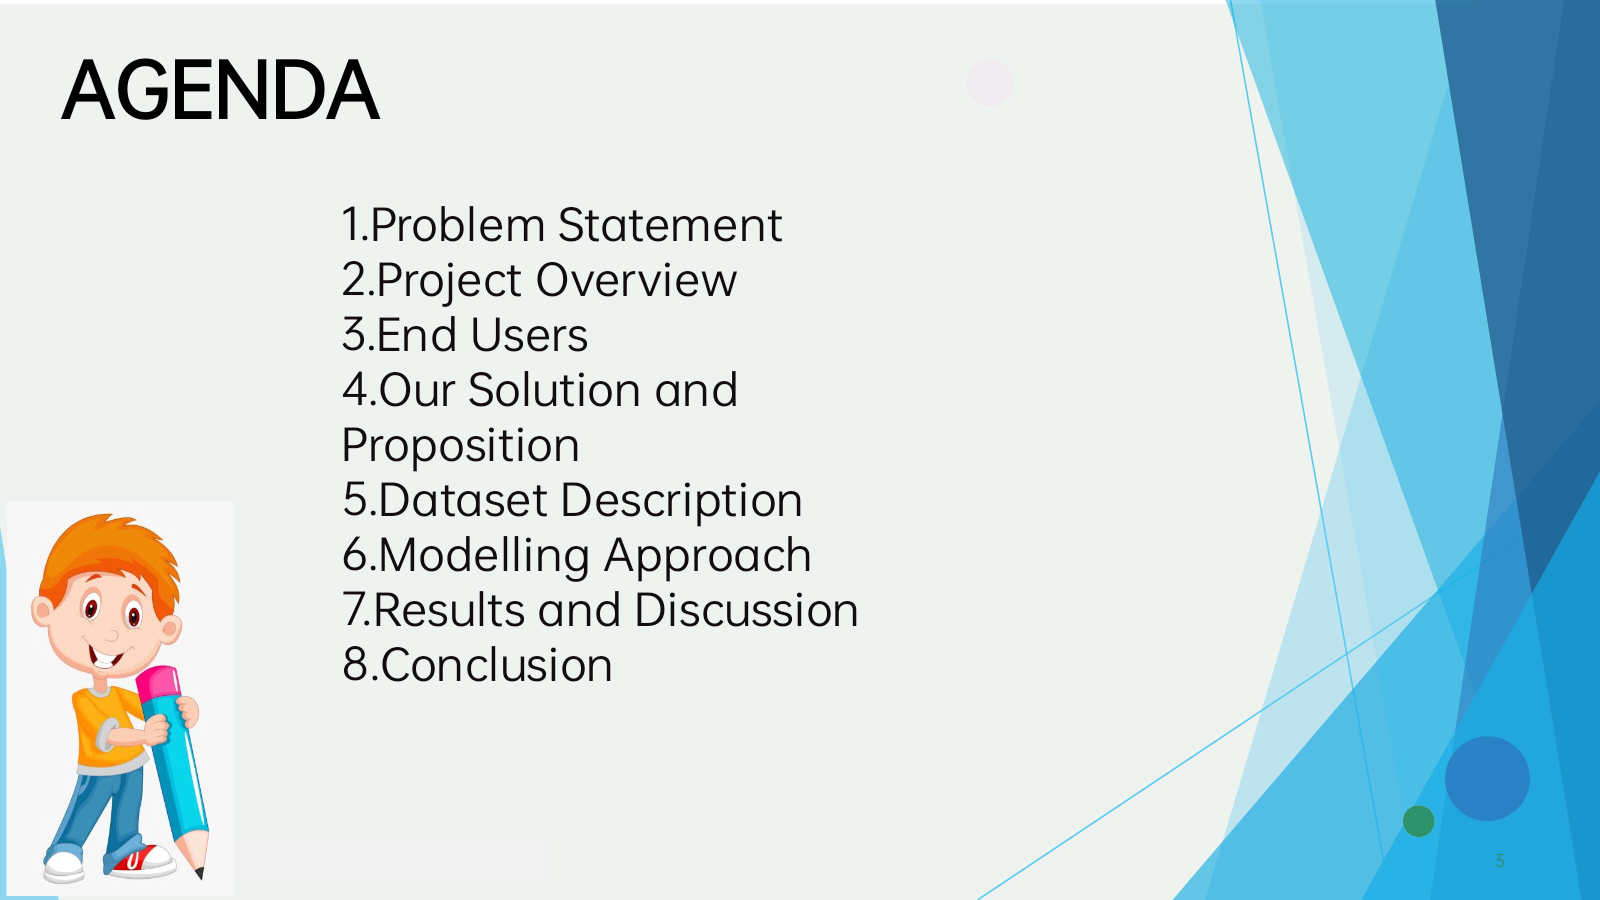 AGENDA
1.Problem Statement
2.Project Overview
3.End Users
4.Our Solution and
Proposition
5.Dataset Description
6.Modelling Approach
7.Results and Discussion
8.Conclusion
3